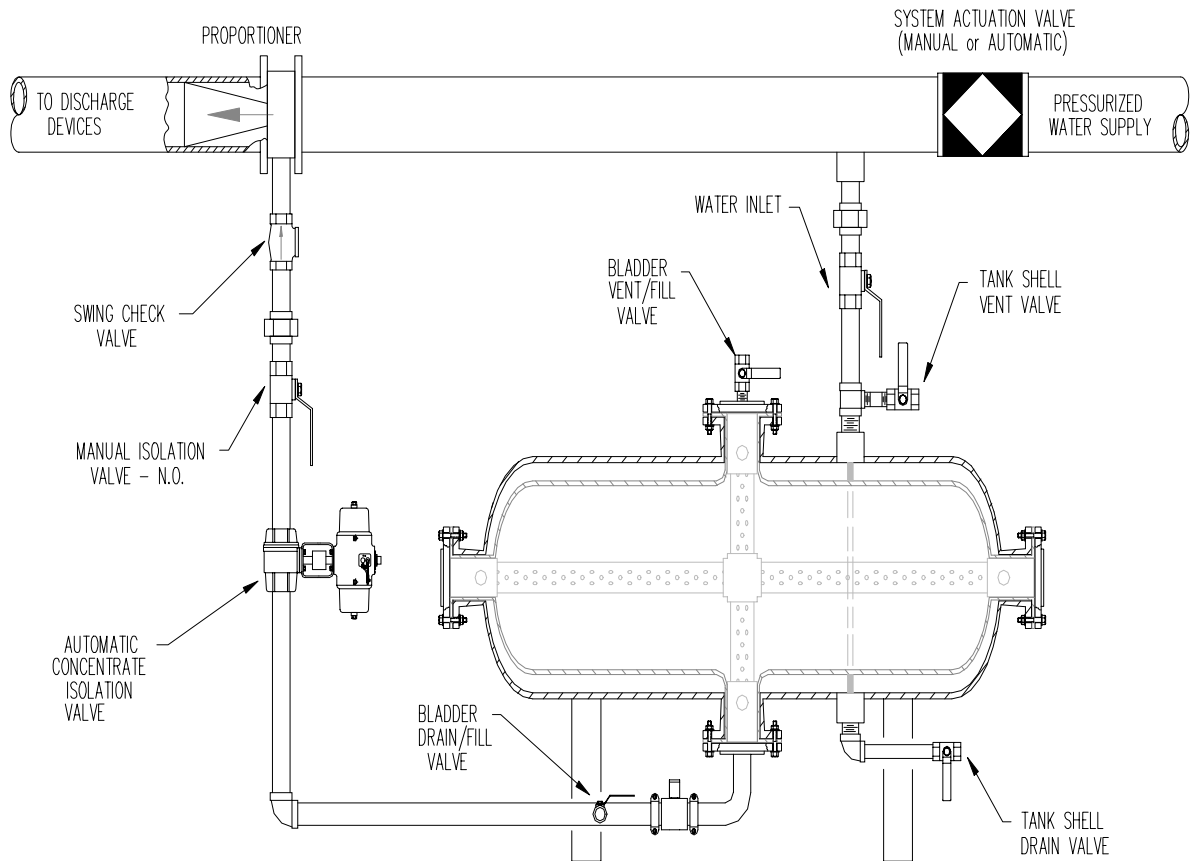 PROPORTIONER
SYSTEM ACTUATION VALVE
(MANUAL or AUTOMATIC)
TO DISCHARGE
DEVICES
PRESSURIZED
WATER SUPPLY
WATER INLET
BLADDER
VENT/FILL
VALVE
TANK SHELL
VENT VALVE
SWING CHECK
VALVE
MANUAL ISOLATION
VALVE - N.O.
AUTOMATIC
CONCENTRATE
ISOLATION
VALVE
BLADDER
DRAIN/FILL
VALVE
TANK SHELL
DRAIN VALVE